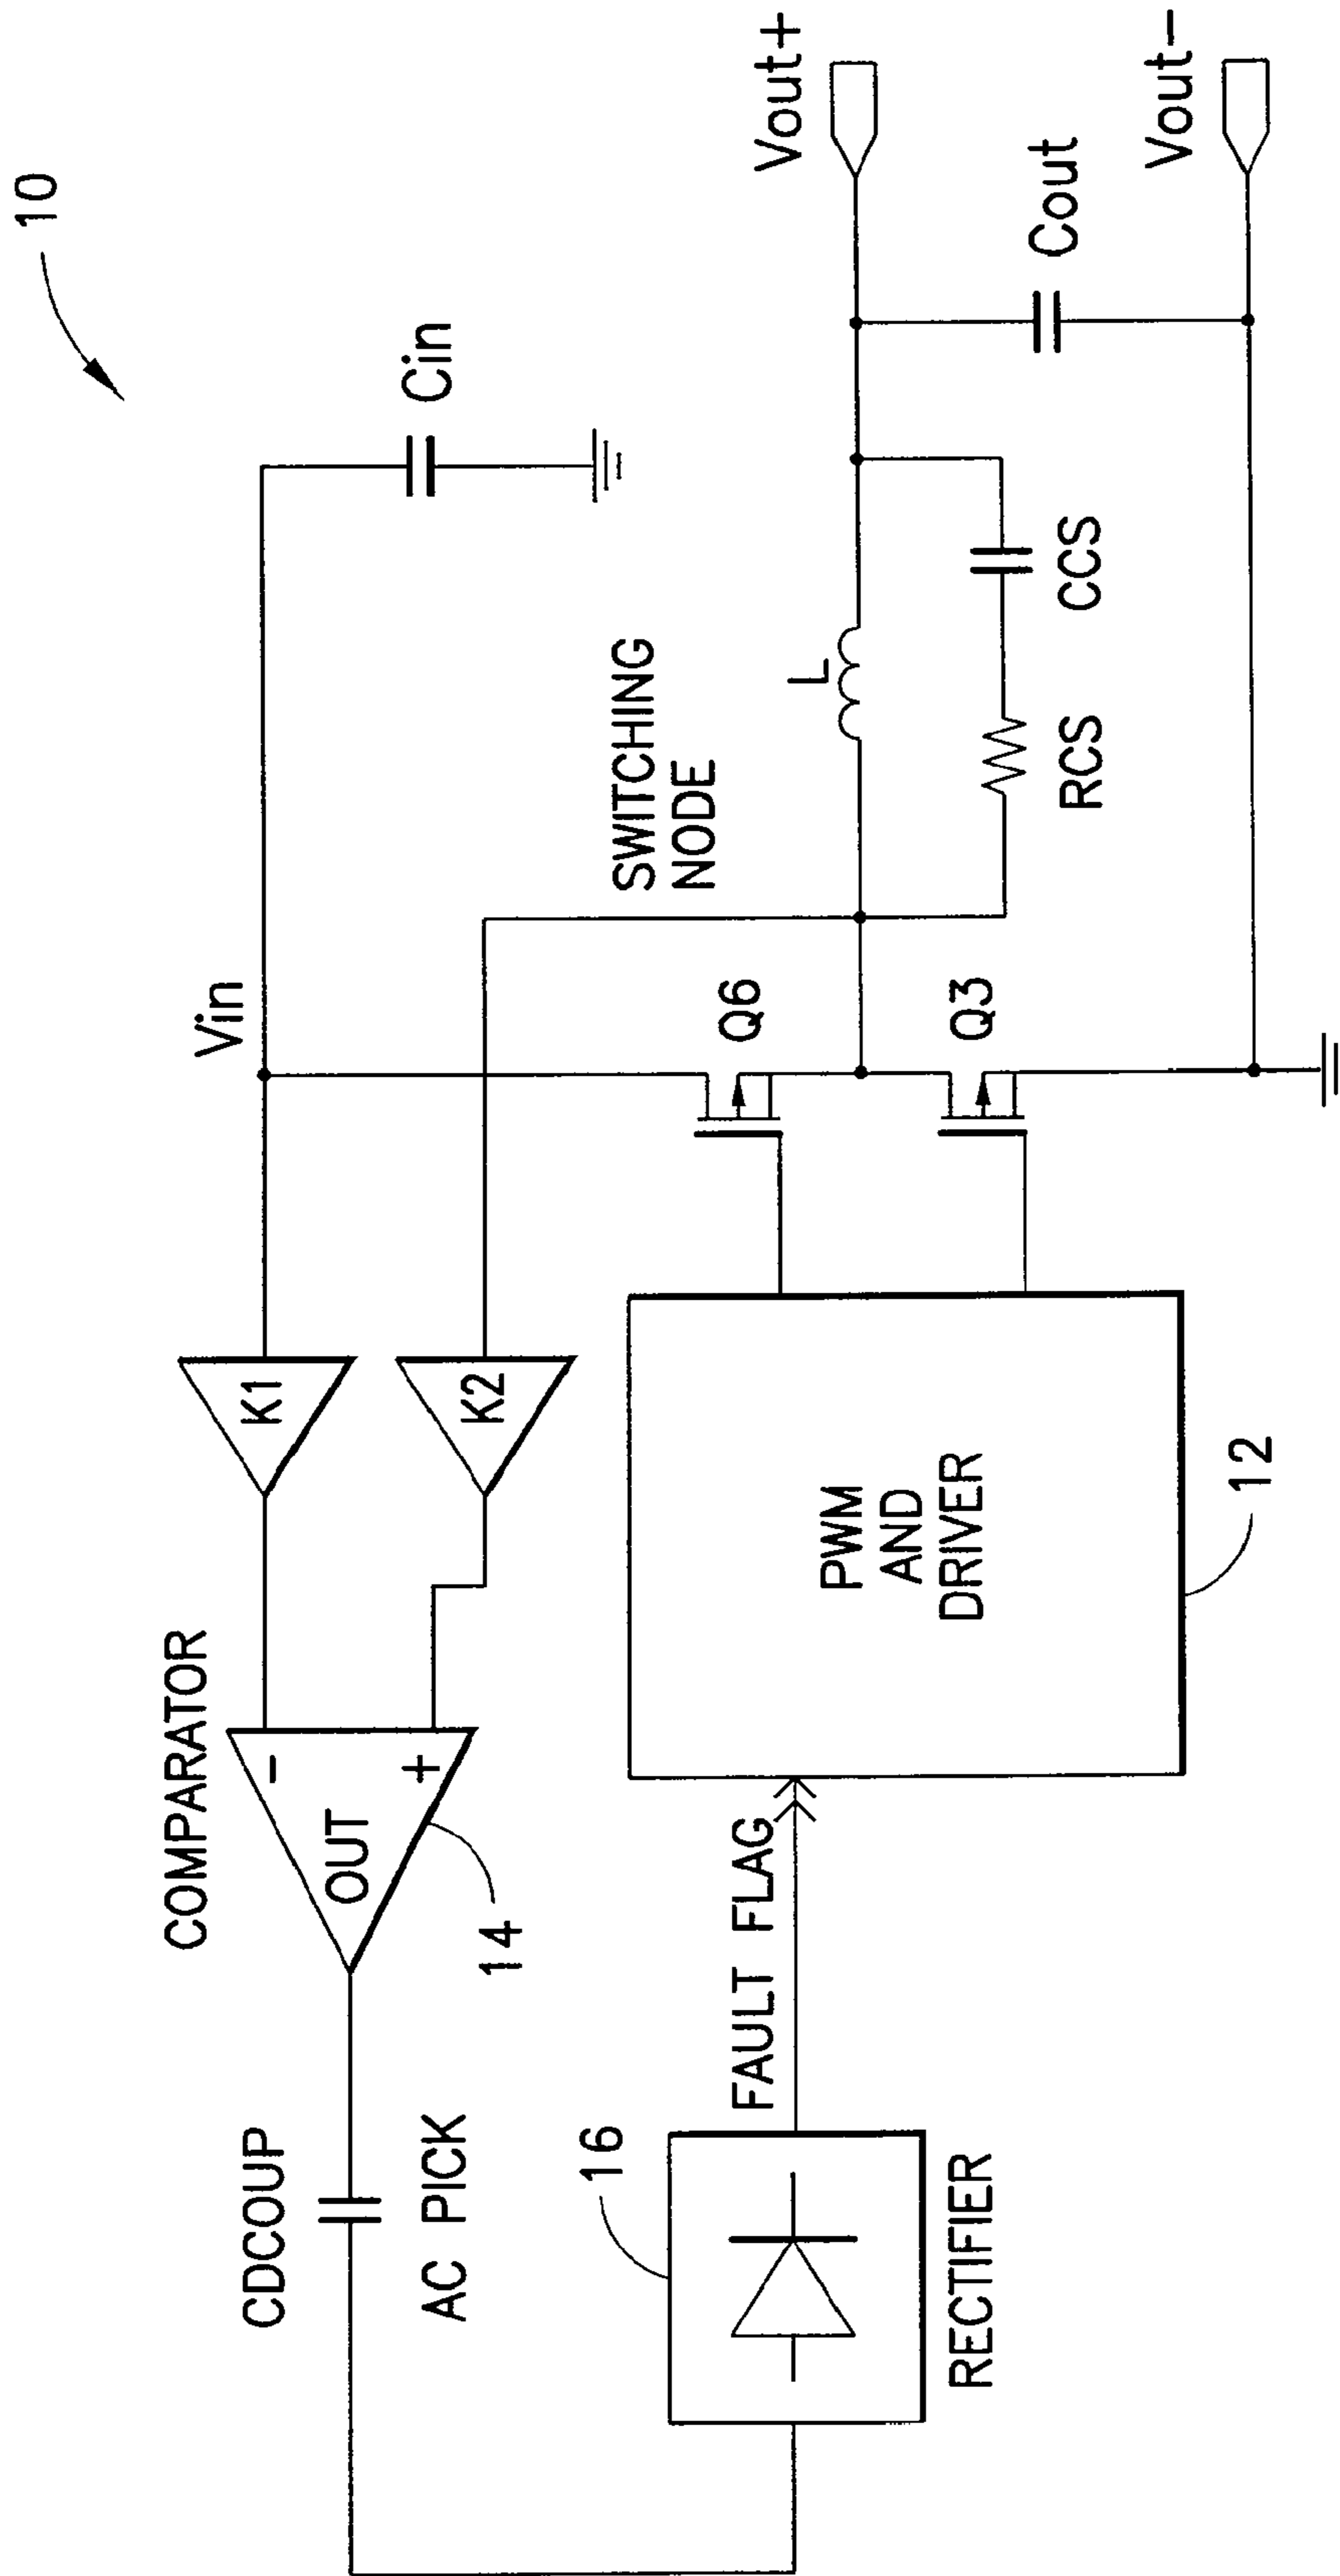 10
Vin
Cin
K1
K2
COMPARATOR
-
+
OUT
14
CDCOUP
AC PICK
SWITCHING
NODE
Q6
Q3
L
RCS
CCS
Cout
Vout+
Vout-
PWM
AND
DRIVER
12
FAULT FLAG
16
RECTIFIER